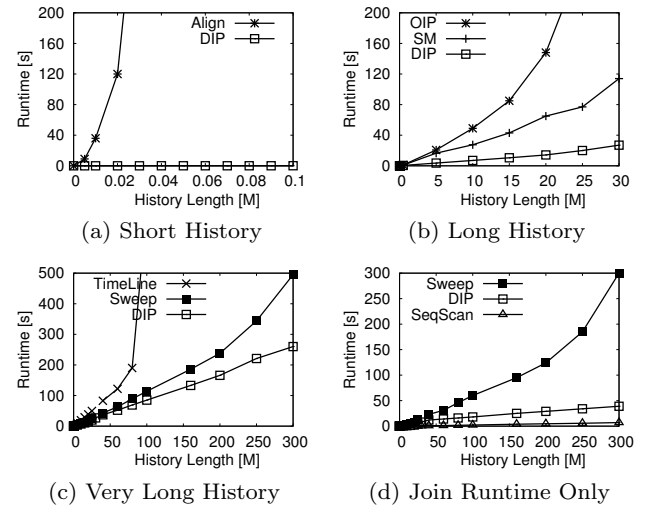 200
160
120
80
40
0
Runtime [s]
Align
DIP
0 0.02 0.04 0.06 0.08 0.1
History Length [M]
(a) Short History
200
160
120
80
40
0
Runtime [s]
OIP
SM
DIP
0 5 10 15 20 25 30
History Length [M]
(b) Long History
500
400
300
200
100
0
Runtime [s]
TimeLine
Sweep
DIP
0 50 100 150 200 250 300
History Length [M]
(c) Very Long History
300
250
200
150
100
50
0
Runtime [s]
Sweep
DIP
SeqScan
0 50 100 150 200 250 300
History Length [M]
(d) Join Runtime Only